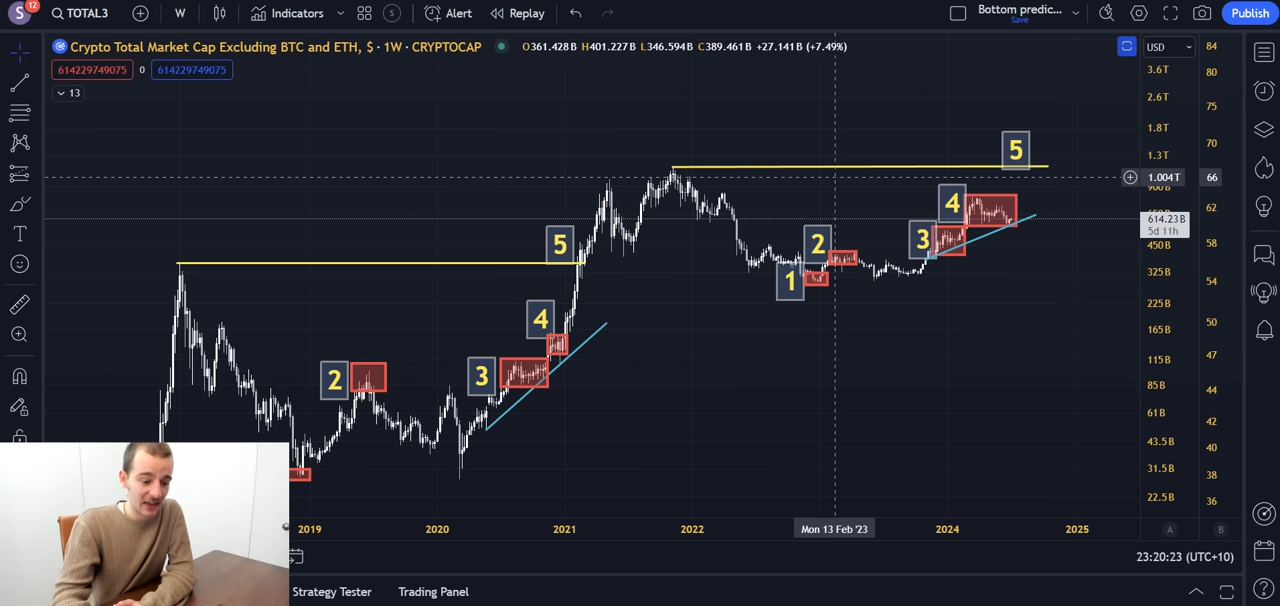 S 12 TOTAL3 W Indicators S Alert Replay Bottom predic... Save Publish
Crypto Total Market Cap Excluding BTC and ETH, $ · 1W · CRYPTOCAP O361.428B H401.227B L346.594B C389.461B +27.141B (+7.49%) USD 84
614229749075 0 614229749075 3.6T 80
13 2.6T 75
1.8T 70
5 1.3T
1.004T 66
900B
4 62
614.23B
5d 11h
5 2 3 450B 58
1 325B 54
4 225B 50
165B
115B 47
2 3 85B 44
61B 42
43.5B 40
31.5B 38
22.5B 36
2019 2020 2021 2022 Mon 13 Feb '23 2024 2025 A B
23:20:23 (UTC+10)
Strategy Tester Trading Panel